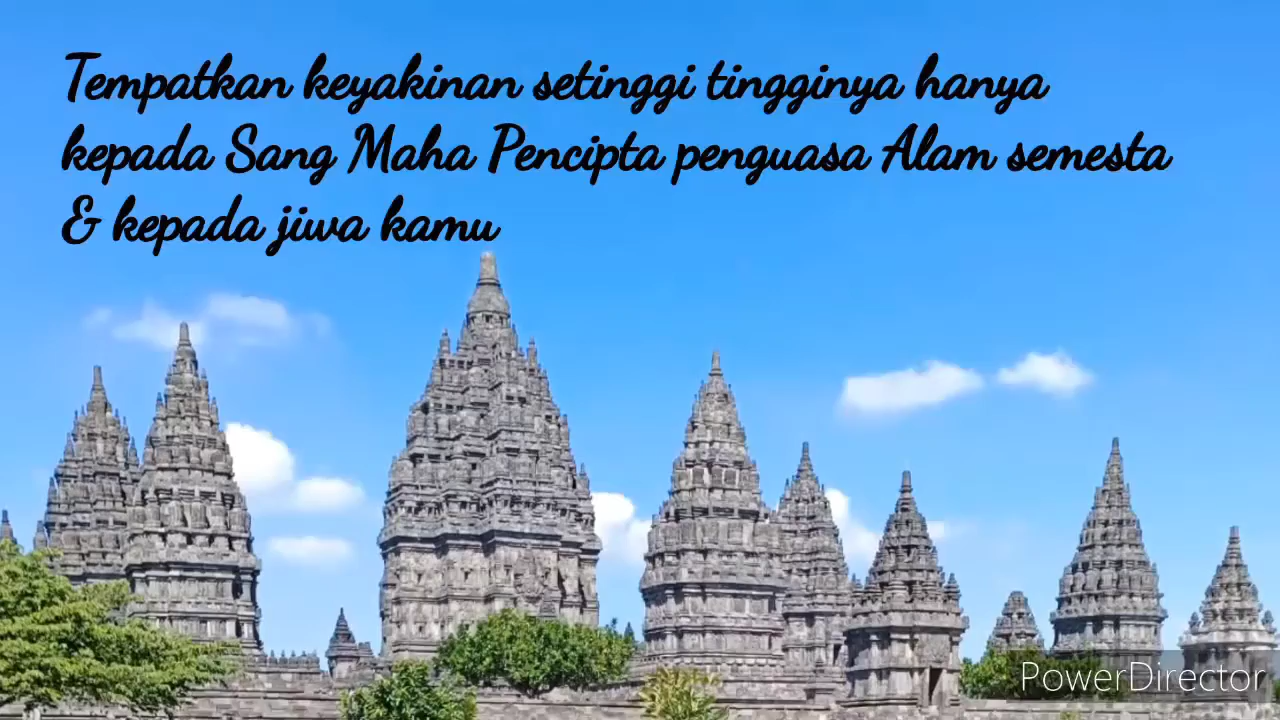 Tempatkan keyakinan setinggi tingginya hanya
kepada Sang Maha Pencipta penguasa Alam semesta
& kepada jiwa kamu
PowerDirector